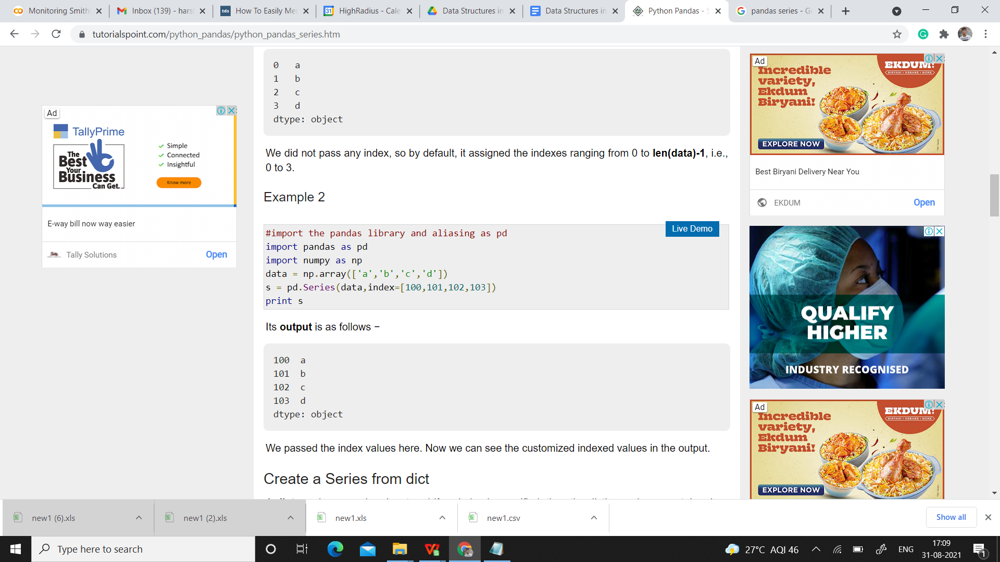 Monitoring Smith
Inbox (139) - hars
How To Easily Mer
HighRadius - Cale
Data Structures in
Data Structures in
Python Pandas - S
pandas series - Go
tutorialspoint.com/python_pandas/python_pandas_series.htm
0 a
1 b
2 c
3 d
dtype: object
We did not pass any index, so by default, it assigned the indexes ranging from 0 to len(data)-1, i.e.,
0 to 3.
Example 2
Live Demo
#import the pandas library and aliasing as pd
import pandas as pd
import numpy as np
data = np.array(['a','b','c','d'])
s = pd.Series(data,index=[100,101,102,103])
print s
Its output is as follows −
100 a
101 b
102 c
103 d
dtype: object
We passed the index values here. Now we can see the customized indexed values in the output.
Create a Series from dict
Ad
TallyPrime
The
Best
Your
Business
Can Get.
Simple
Connected
Insightful
Know more
E-way bill now way easier
Tally Solutions
Open
Ad
Incredible
variety,
Ekdum
Biryani!
EKDUM!
BIRYANI • KEBABS • MORE
EXPLORE NOW
Best Biryani Delivery Near You
EKDUM
Open
QUALIFY
HIGHER
INDUSTRY RECOGNISED
Ad
Incredible
variety,
Ekdum
Biryani!
EKDUM!
BIRYANI • KEBABS • MORE
EXPLORE NOW
new1 (6).xls
new1 (2).xls
new1.xls
new1.csv
Show all
Type here to search
27°C AQI 46
ENG
17:09
31-08-2021
1